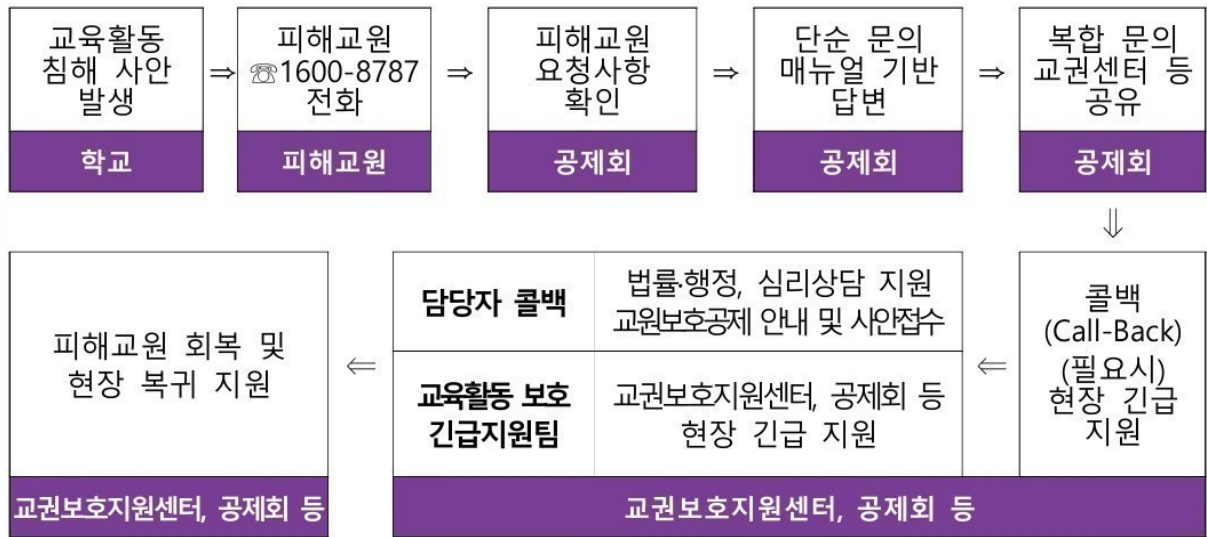 교육활동
침해 사안
발생
학교
⇒
피해교원
☏1600-8787
전화
피해교원
⇒
피해교원
요청사항
확인
공제회
⇒
단순 문의
매뉴얼 기반
답변
공제회
⇒
복합 문의
교권센터 등
공유
공제회
⇓
콜백
(Call-Back)
(필요시)
현장 긴급
지원
⇐
담당자 콜백
법률·행정, 심리상담 지원
교원보호공제 안내 및 사안접수
교육활동 보호
긴급지원팀
교권보호지원센터, 공제회 등
현장 긴급 지원
교권보호지원센터, 공제회 등
⇐
피해교원 회복 및
현장 복귀 지원
교권보호지원센터, 공제회 등